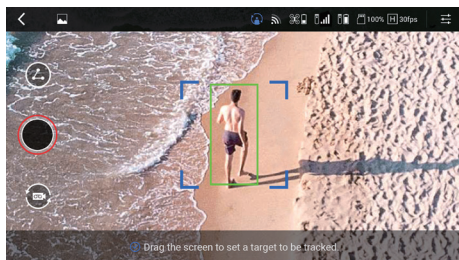 100% H 30fps
Drag the screen to set a target to be tracked.